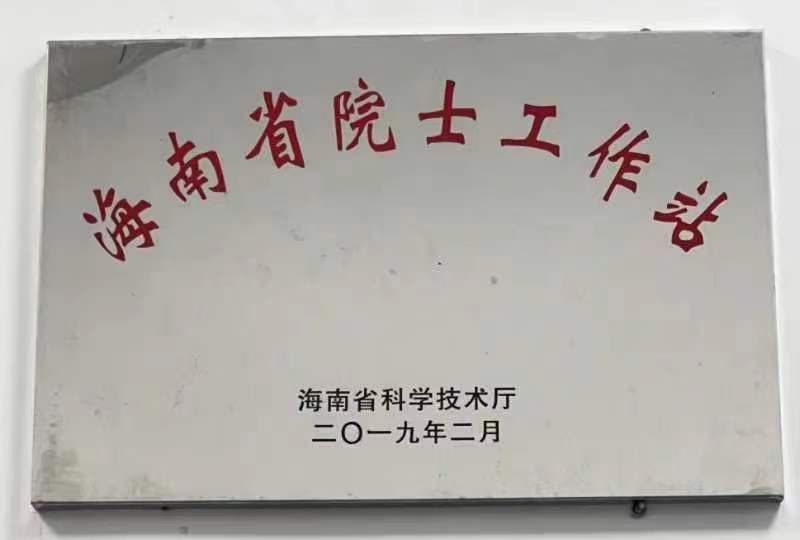 海南省院士工作站
海南省科学技术厅
二〇一九年二月